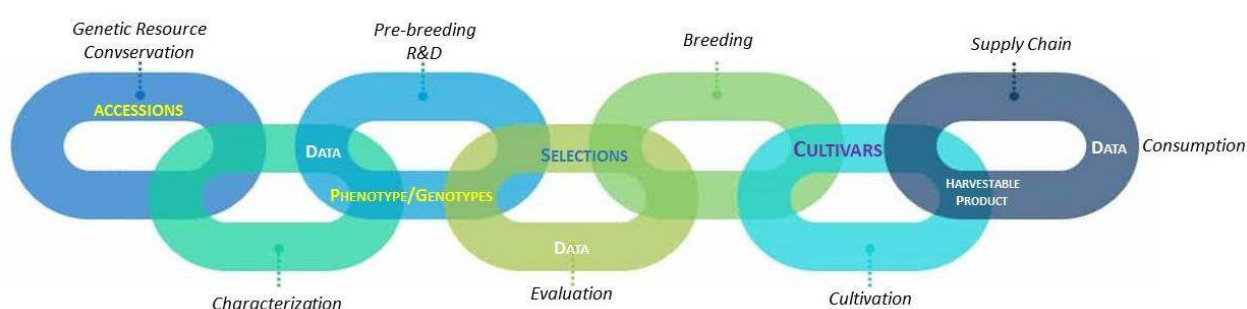 Genetic Resource
Convservation
Pre-breeding
R&D
Breeding
Supply Chain
ACCESSIONS
DATA
SELECTIONS
CULTIVARS
DATA
Consumption
PHENOTYPE/GENOTYPES
HARVESTABLE
PRODUCT
DATA
Characterization
Evaluation
Cultivation